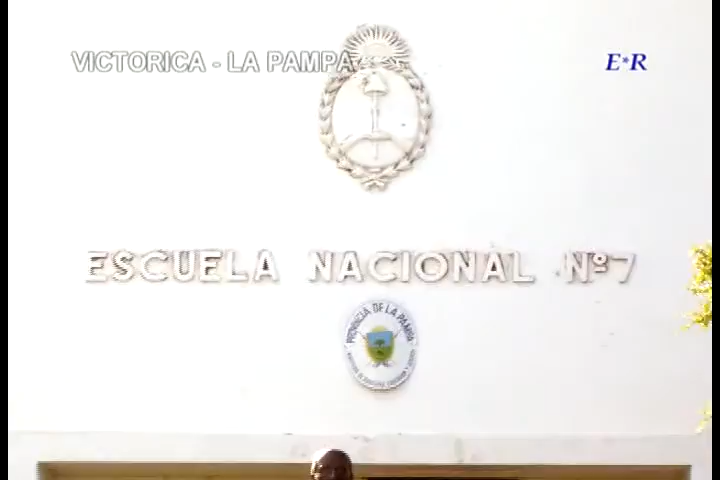 VICTORICA - LA PAMPA
E*R
ESCUELA NACIONAL Nº7
PROVINCIA DE LA PAMPA